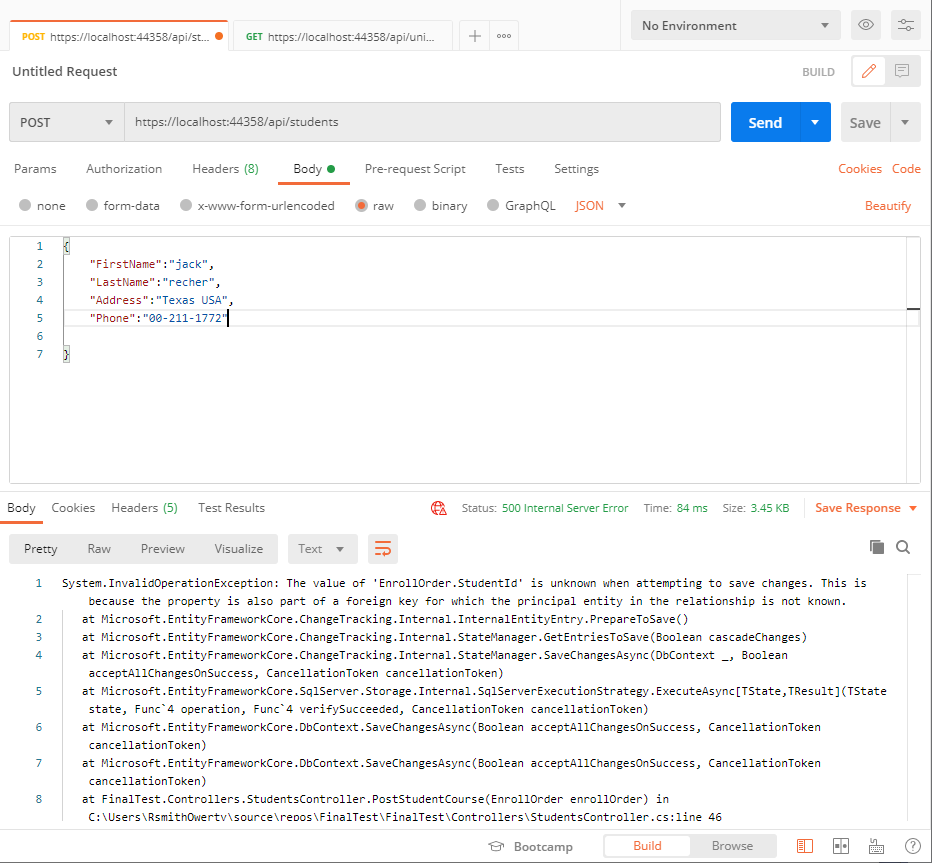 POST https://localhost:44358/api/st...
GET https://localhost:44358/api/uni...
No Environment
Untitled Request
BUILD
POST https://localhost:44358/api/students Send Save
Params Authorization Headers (8) Body Pre-request Script Tests Settings Cookies Code
none form-data x-www-form-urlencoded raw binary GraphQL JSON Beautify
1 {
2 "FirstName":"jack",
3 "LastName":"recher",
4 "Address":"Texas USA",
5 "Phone":"00-211-1772"
6
7 }
Body Cookies Headers (5) Test Results Status: 500 Internal Server Error Time: 84 ms Size: 3.45 KB Save Response
Pretty Raw Preview Visualize Text
1 System.InvalidOperationException: The value of 'EnrollOrder.StudentId' is unknown when attempting to save changes. This is
because the property is also part of a foreign key for which the principal entity in the relationship is not known.
2 at Microsoft.EntityFrameworkCore.ChangeTracking.Internal.InternalEntityEntry.PrepareToSave()
3 at Microsoft.EntityFrameworkCore.ChangeTracking.Internal.StateManager.GetEntriesToSave(Boolean cascadeChanges)
4 at Microsoft.EntityFrameworkCore.ChangeTracking.Internal.StateManager.SaveChangesAsync(DbContext _, Boolean
acceptAllChangesOnSuccess, CancellationToken cancellationToken)
5 at Microsoft.EntityFrameworkCore.SqlServer.Storage.Internal.SqlServerExecutionStrategy.ExecuteAsync[TState,TResult](TState
state, Func`4 operation, Func`4 verifySucceeded, CancellationToken cancellationToken)
6 at Microsoft.EntityFrameworkCore.DbContext.SaveChangesAsync(Boolean acceptAllChangesOnSuccess, CancellationToken
cancellationToken)
7 at Microsoft.EntityFrameworkCore.DbContext.SaveChangesAsync(Boolean acceptAllChangesOnSuccess, CancellationToken
cancellationToken)
8 at FinalTest.Controllers.StudentsController.PostStudentCourse(EnrollOrder enrollOrder) in
C:\Users\RsmithQwerty\source\repos\FinalTest\FinalTest\Controllers\StudentsController.cs:line 46
Bootcamp Build Browse